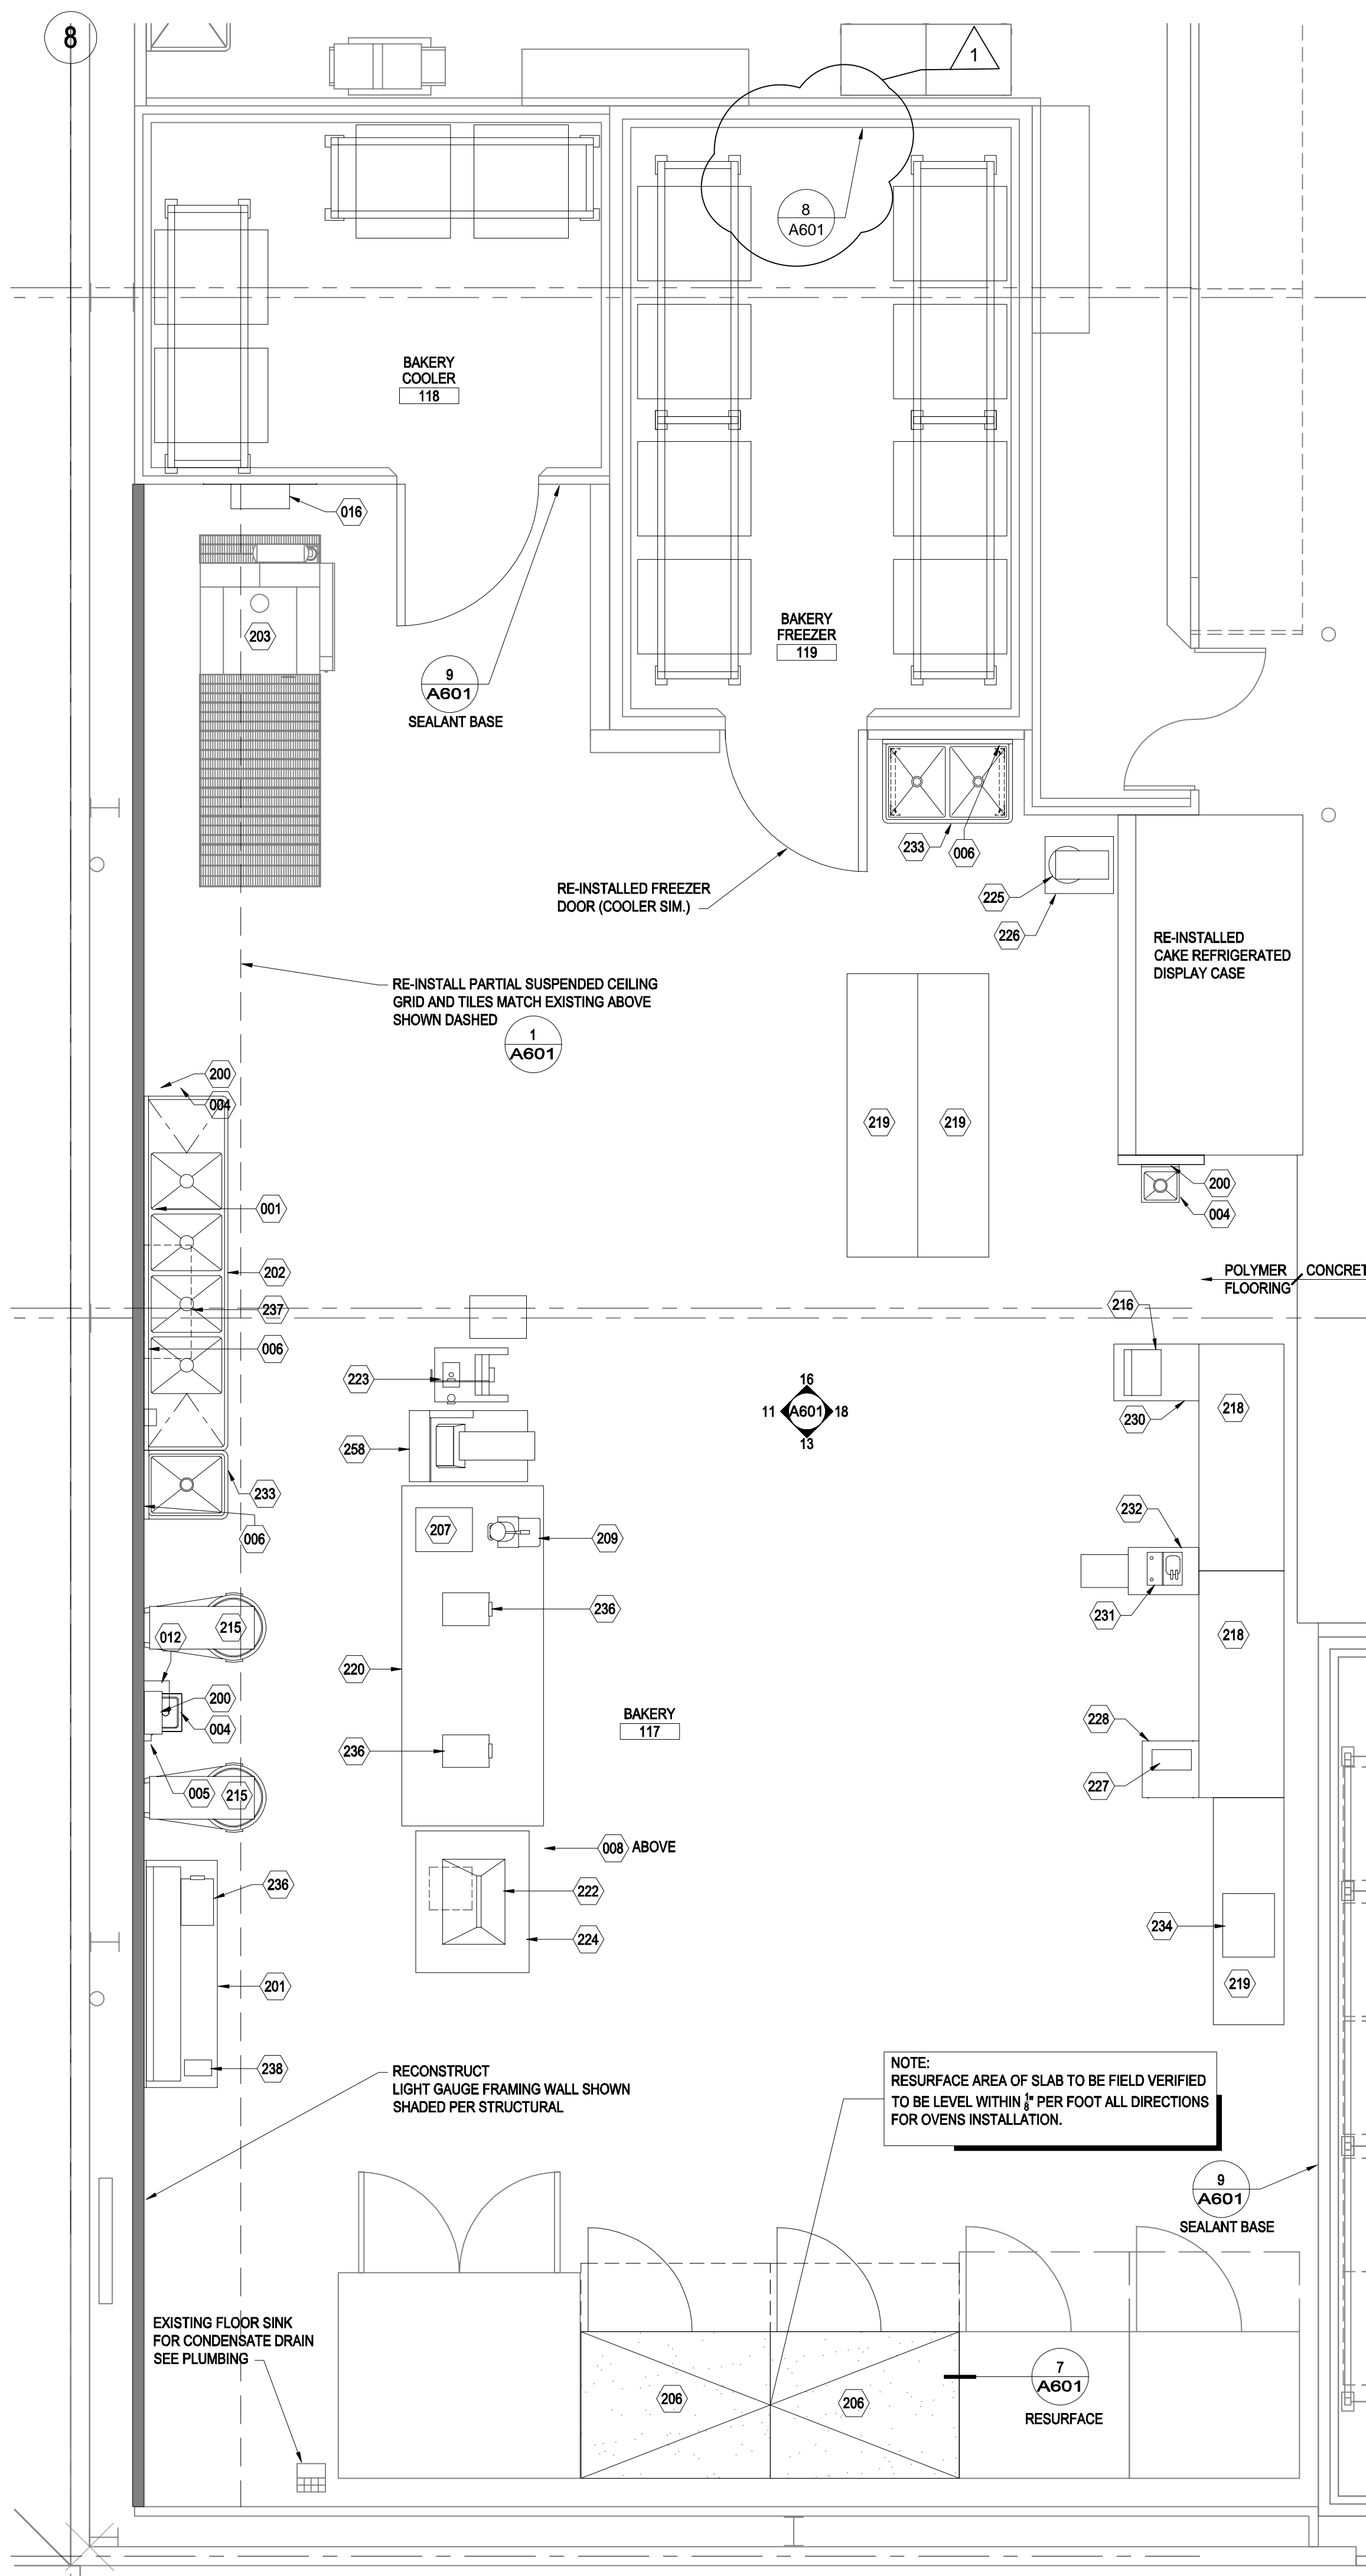 8
1
8
A601
BAKERY
COOLER
118
016
203
BAKERY
FREEZER
119
9
A601
SEALANT BASE
233
006
225
226
RE-INSTALLED FREEZER
DOOR (COOLER SIM.)
RE-INSTALLED
CAKE REFRIGERATED
DISPLAY CASE
RE-INSTALL PARTIAL SUSPENDED CEILING
GRID AND TILES MATCH EXISTING ABOVE
SHOWN DASHED
1
A601
200
004
219
219
200
004
001
202
237
006
POLYMER
FLOORING
CONCRET
216
223
16
11
A601
18
13
218
230
258
233
006
207
209
232
231
236
215
012
220
218
200
004
BAKERY
117
228
236
227
005
215
008
ABOVE
236
222
224
234
201
219
238
RECONSTRUCT
LIGHT GAUGE FRAMING WALL SHOWN
SHADED PER STRUCTURAL
NOTE:
RESURFACE AREA OF SLAB TO BE FIELD VERIFIED
TO BE LEVEL WITHIN 1/8" PER FOOT ALL DIRECTIONS
FOR OVENS INSTALLATION.
9
A601
SEALANT BASE
EXISTING FLOOR SINK
FOR CONDENSATE DRAIN
SEE PLUMBING
206
206
7
A601
RESURFACE